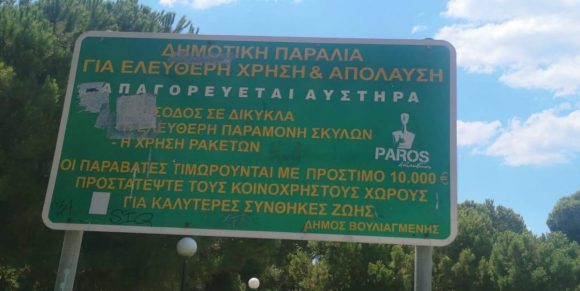 ΔΗΜΟΤΙΚΗ ΠΑΡΑΛΙΑ
ΓΙΑ ΕΛΕΥΘΕΡΗ ΧΡΗΣΗ & ΑΠΟΛΑΥΣΗ
ΑΠΑΓΟΡΕΥΕΤΑΙ ΑΥΣΤΗΡΑ
ΣΟΔΟΣ ΣΕ ΔΙΚΥΚΛΑ
ΕΛΕΥΘΕΡΗ ΠΑΡΑΜΟΝΗ ΣΚΥΛΩΝ
- Η ΧΡΗΣΗ ΡΑΚΕΤΩΝ
PAROS
ΟΙ ΠΑΡΑΒΑΤΕΣ ΤΙΜΩΡΟΥΝΤΑΙ ΜΕ ΠΡΟΣΤΙΜΟ 10.000 €
ΠΡΟΣΤΑΤΕΨΤΕ ΤΟΥΣ ΚΟΙΝΟΧΡΗΣΤΟΥΣ ΧΩΡΟΥΣ
ΓΙΑ ΚΑΛΥΤΕΡΕΣ ΣΥΝΘΗΚΕΣ ΖΩΗΣ
ΔΗΜΟΣ ΒΟΥΛΙΑΓΜΕΝΗΣ